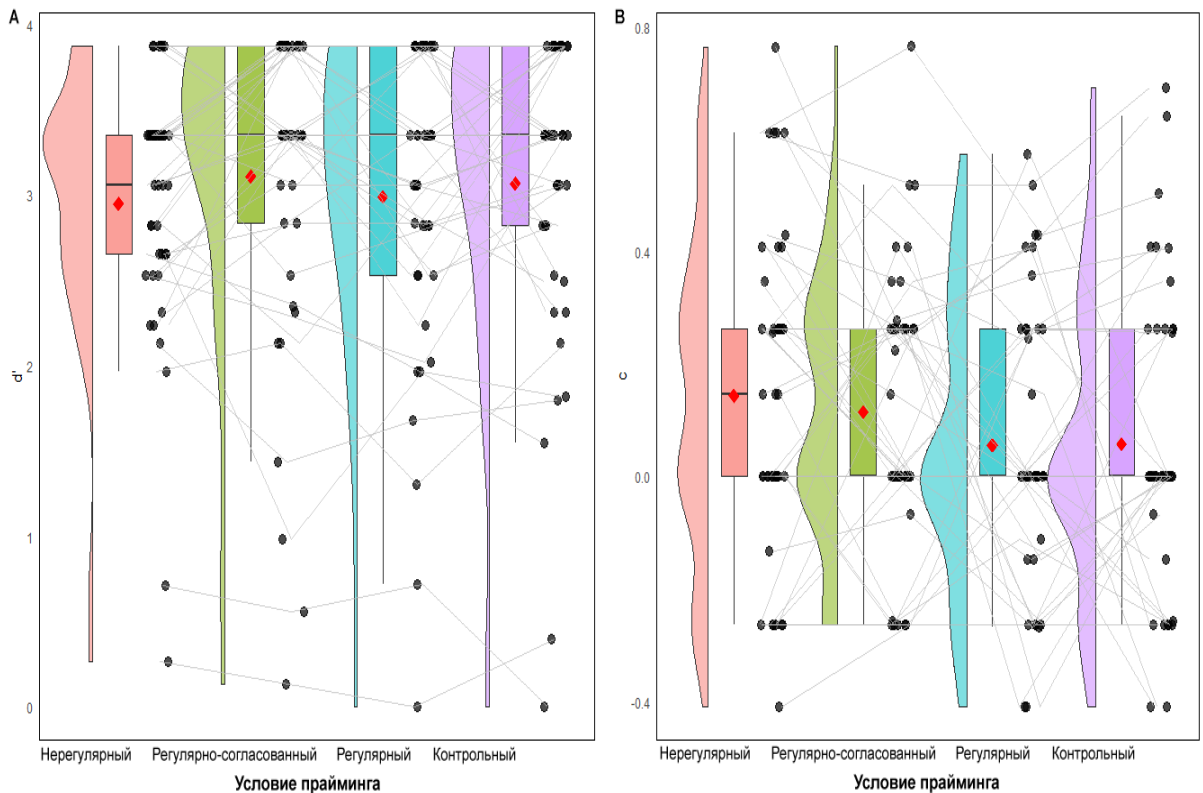 A
4
3
2
1
0
d'
Нерегулярный Регулярно-согласованный Регулярный Контрольный
Условие прайминга
B
0.8
0.4
0.0
-0.4
c
Нерегулярный Регулярно-согласованный Регулярный Контрольный
Условие прайминга